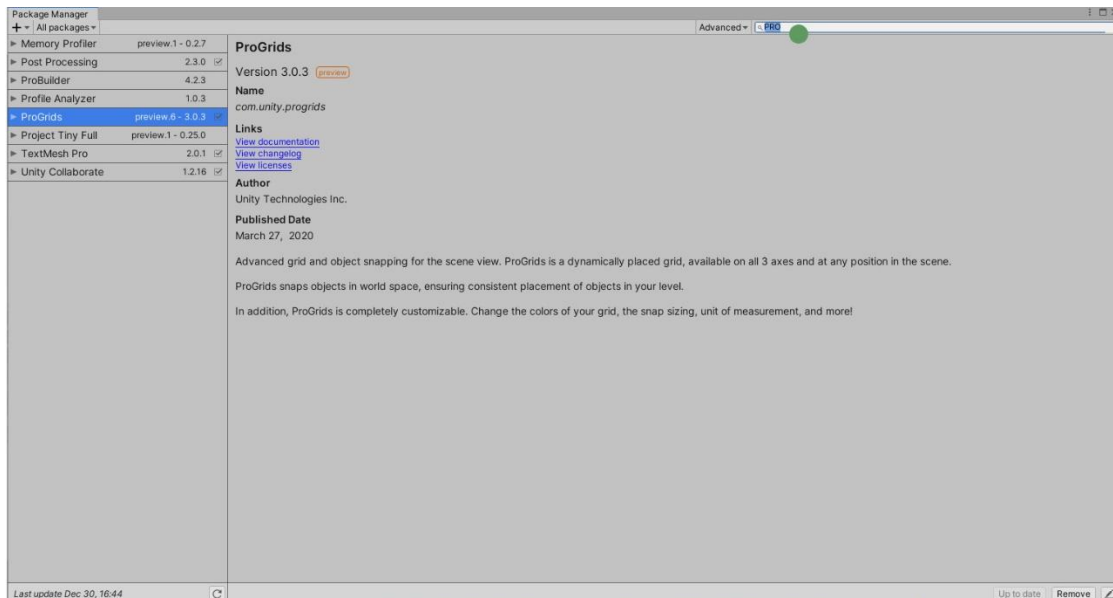 Package Manager
+ All packages
Advanced
PRO
Memory Profiler preview.1 - 0.2.7
Post Processing 2.3.0
ProBuilder 4.2.3
Profile Analyzer 1.0.3
ProGrids preview.6 - 3.0.3
Project Tiny Full preview.1 - 0.25.0
TextMesh Pro 2.0.1
Unity Collaborate 1.2.16
ProGrids
Version 3.0.3 preview
Name
com.unity.progrids
Links
View documentation
View changelog
View licenses
Author
Unity Technologies Inc.
Published Date
March 27, 2020
Advanced grid and object snapping for the scene view. ProGrids is a dynamically placed grid, available on all 3 axes and at any position in the scene.
ProGrids snaps objects in world space, ensuring consistent placement of objects in your level.
In addition, ProGrids is completely customizable. Change the colors of your grid, the snap sizing, unit of measurement, and more!
Last update Dec 30, 16:44
Up to date Remove